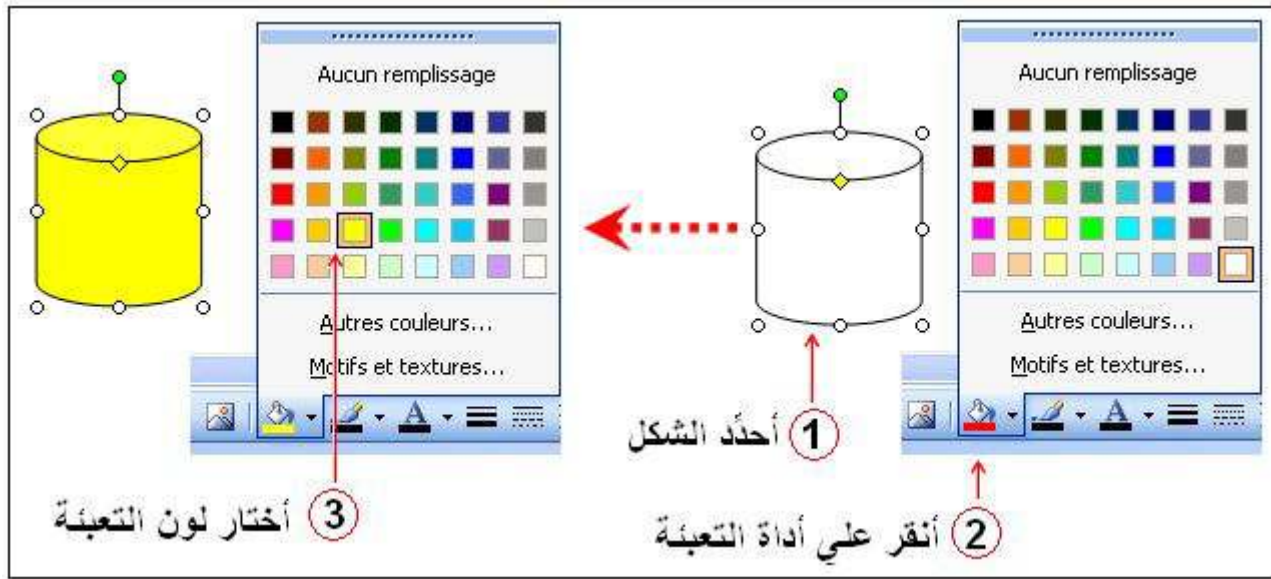 Aucun remplissage
Autres couleurs...
Motifs et textures...
A
1 أحدِّد الشكل
2 أنقر علي أداة التعبئة
Aucun remplissage
Autres couleurs...
Motifs et textures...
A
3 أختار لون التعبئة